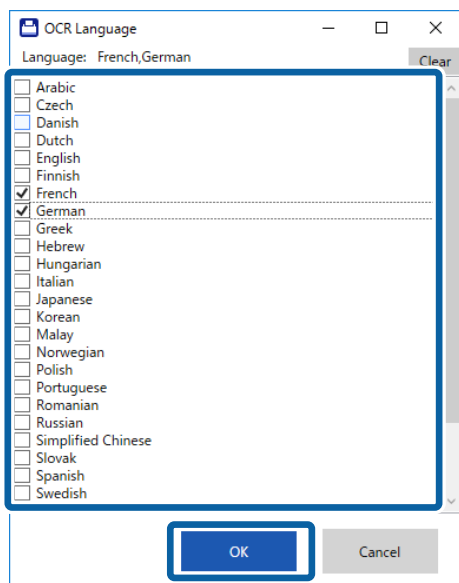 OCR Language
Language: French,German
Clear
Arabic
Czech
Danish
Dutch
English
Finnish
French
German
Greek
Hebrew
Hungarian
Italian
Japanese
Korean
Malay
Norwegian
Polish
Portuguese
Romanian
Russian
Simplified Chinese
Slovak
Spanish
Swedish
OK
Cancel